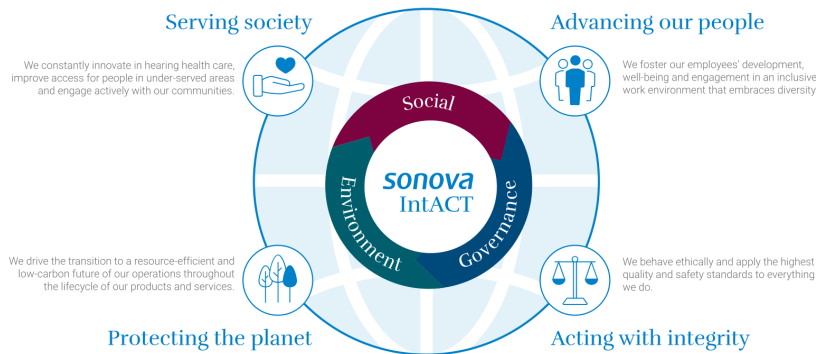 Serving society
We constantly innovate in hearing health care,
improve access for people in under-served areas
and engage actively with our communities.
Advancing our people
We foster our employees' development,
well-being and engagement in an inclusive
work environment that embraces diversity
Social
Environment
Governance
sonova
IntACT
We drive the transition to a resource-efficient and
low-carbon future of our operations throughout
the lifecycle of our products and services.
Protecting the planet
We behave ethically and apply the highest
quality and safety standards to everything
we do.
Acting with integrity